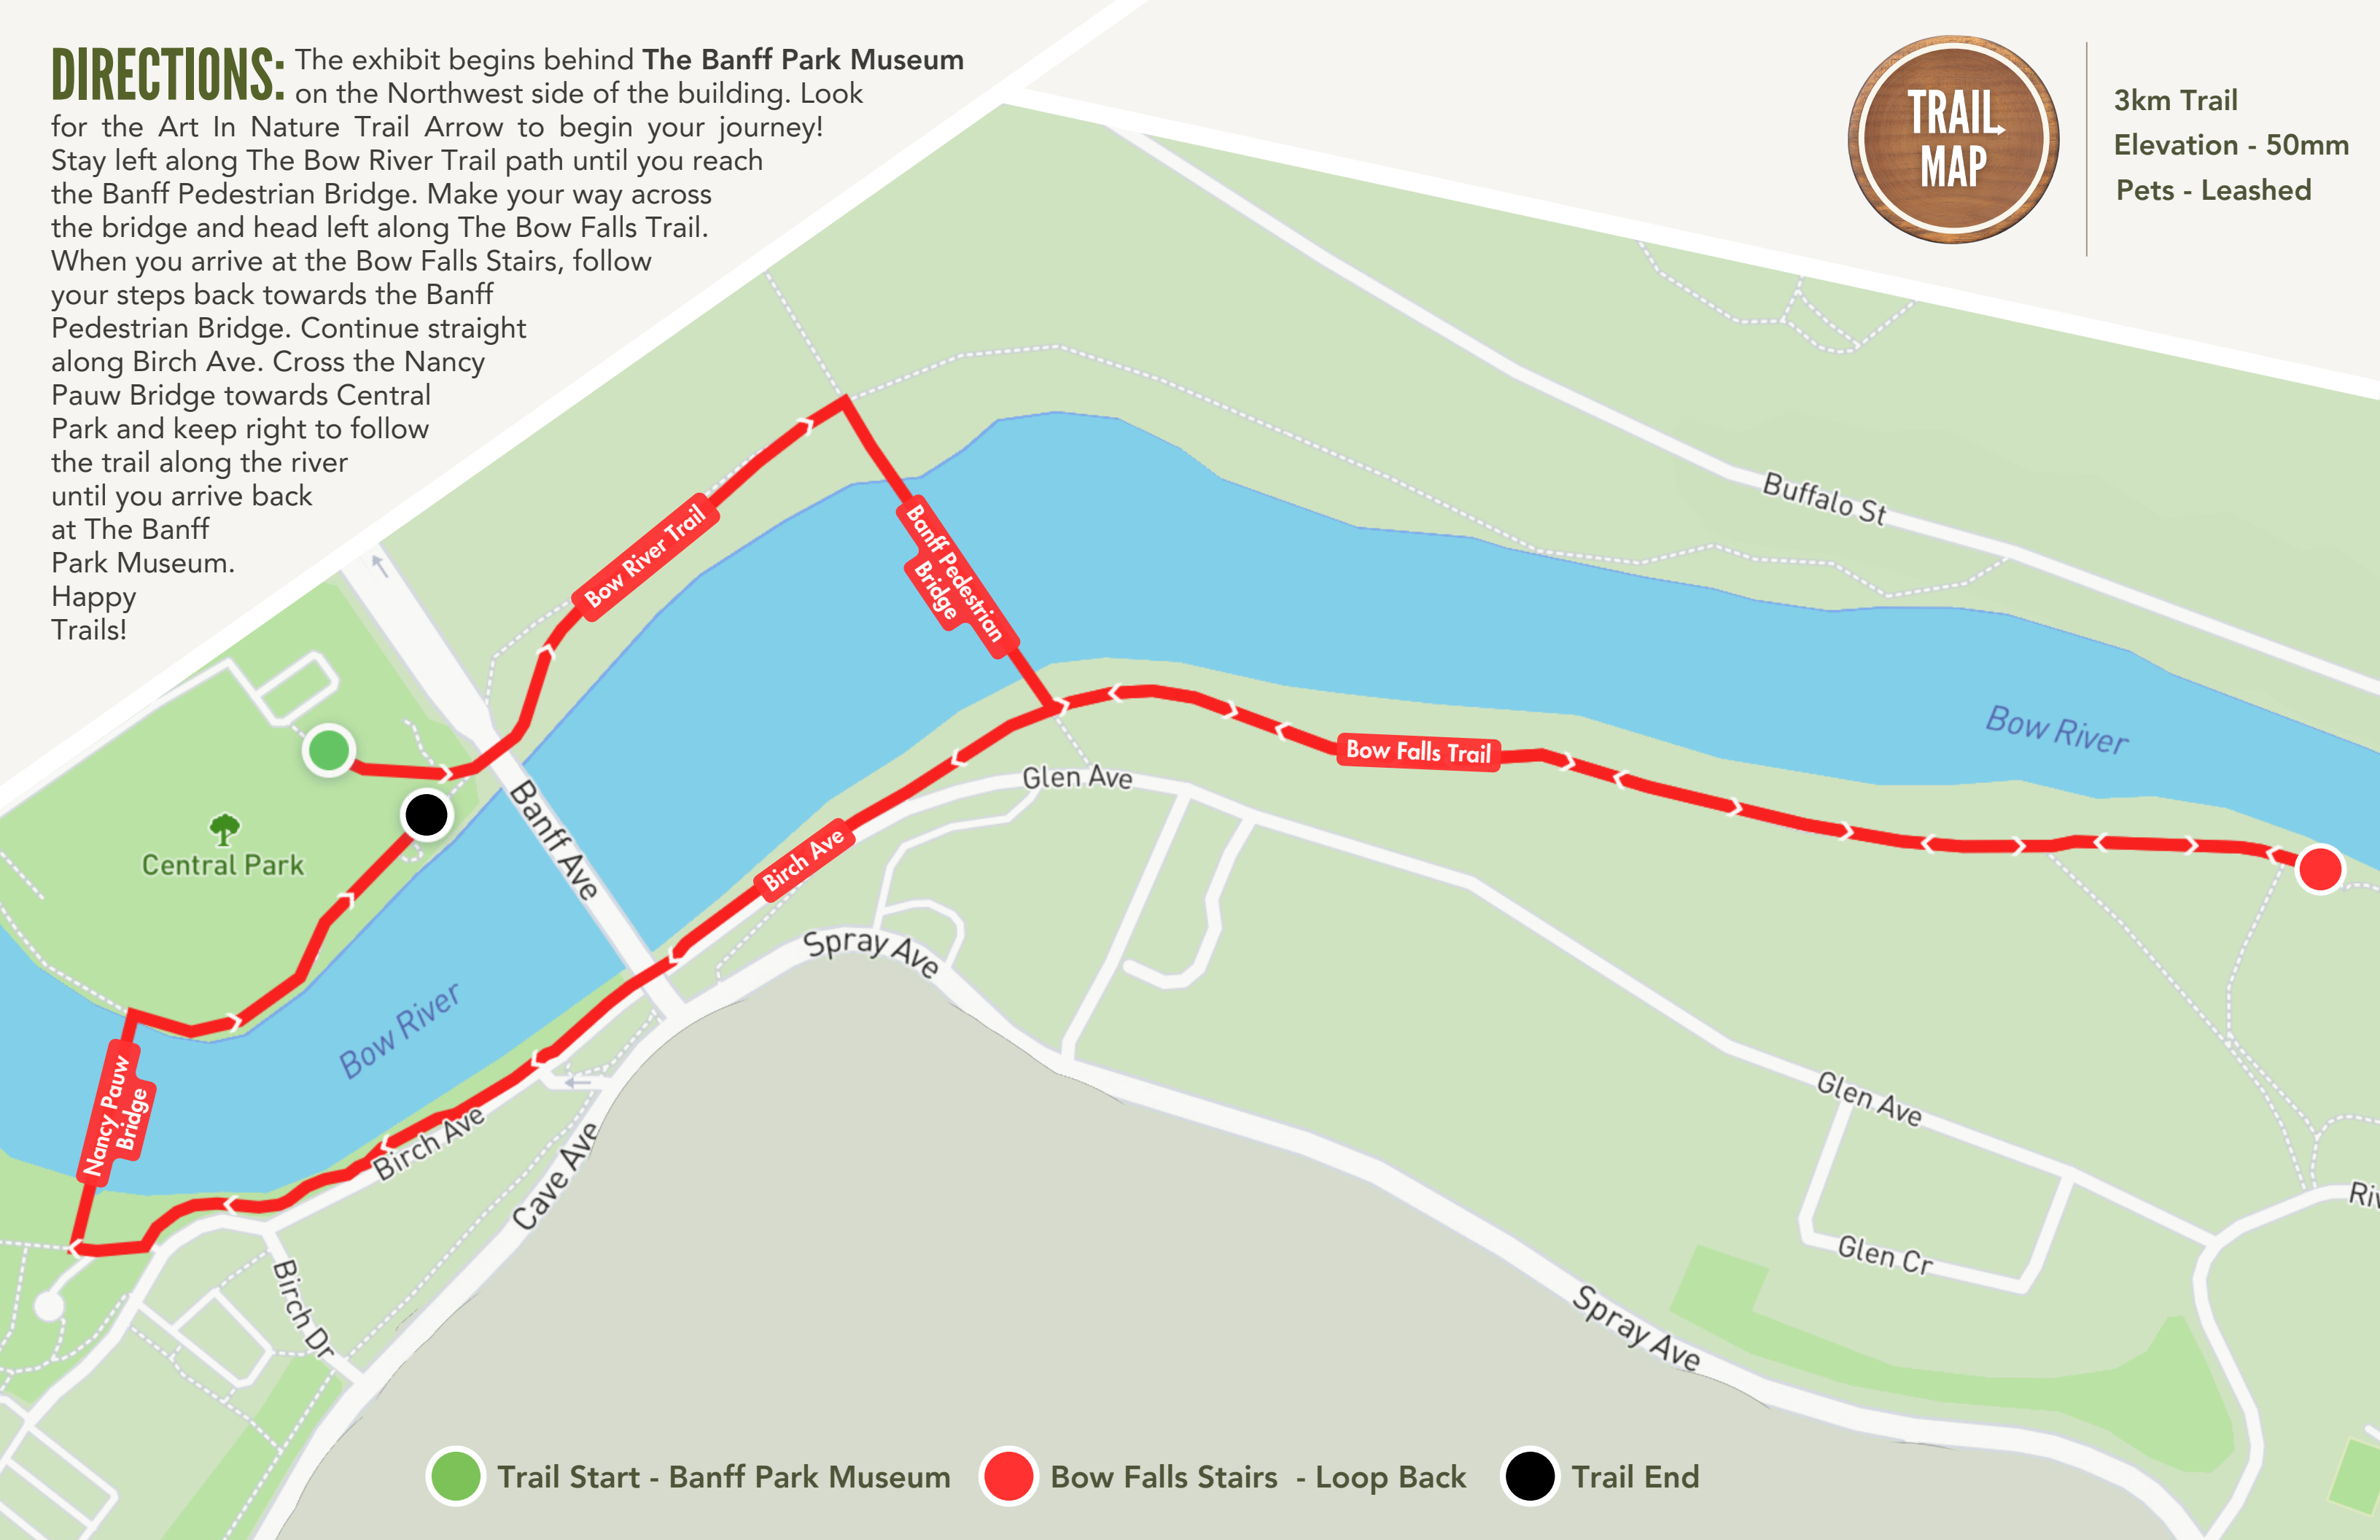 DIRECTIONS: The exhibit begins behind The Banff Park Museum
on the Northwest side of the building. Look
for the Art In Nature Trail Arrow to begin your journey!
Stay left along The Bow River Trail path until you reach
the Banff Pedestrian Bridge. Make your way across
the bridge and head left along The Bow Falls Trail.
When you arrive at the Bow Falls Stairs, follow
your steps back towards the Banff
Pedestrian Bridge. Continue straight
along Birch Ave. Cross the Nancy
Pauw Bridge towards Central
Park and keep right to follow
the trail along the river
until you arrive back
at The Banff
Park Museum.
Happy
Trails!
TRAIL
MAP
3km Trail
Elevation - 50mm
Pets - Leashed
Buffalo St
Bow River Trail
Banff Pedestrian
Bridge
Bow River
Bow Falls Trail
Glen Ave
Banff Ave
Central Park
Birch Ave
Spray Ave
Bow River
Nancy Pauw
Bridge
Birch Ave
Cave Ave
Glen Ave
Riv
Glen Cr
Birch Dr
Spray Ave
Trail Start - Banff Park Museum
Bow Falls Stairs - Loop Back
Trail End